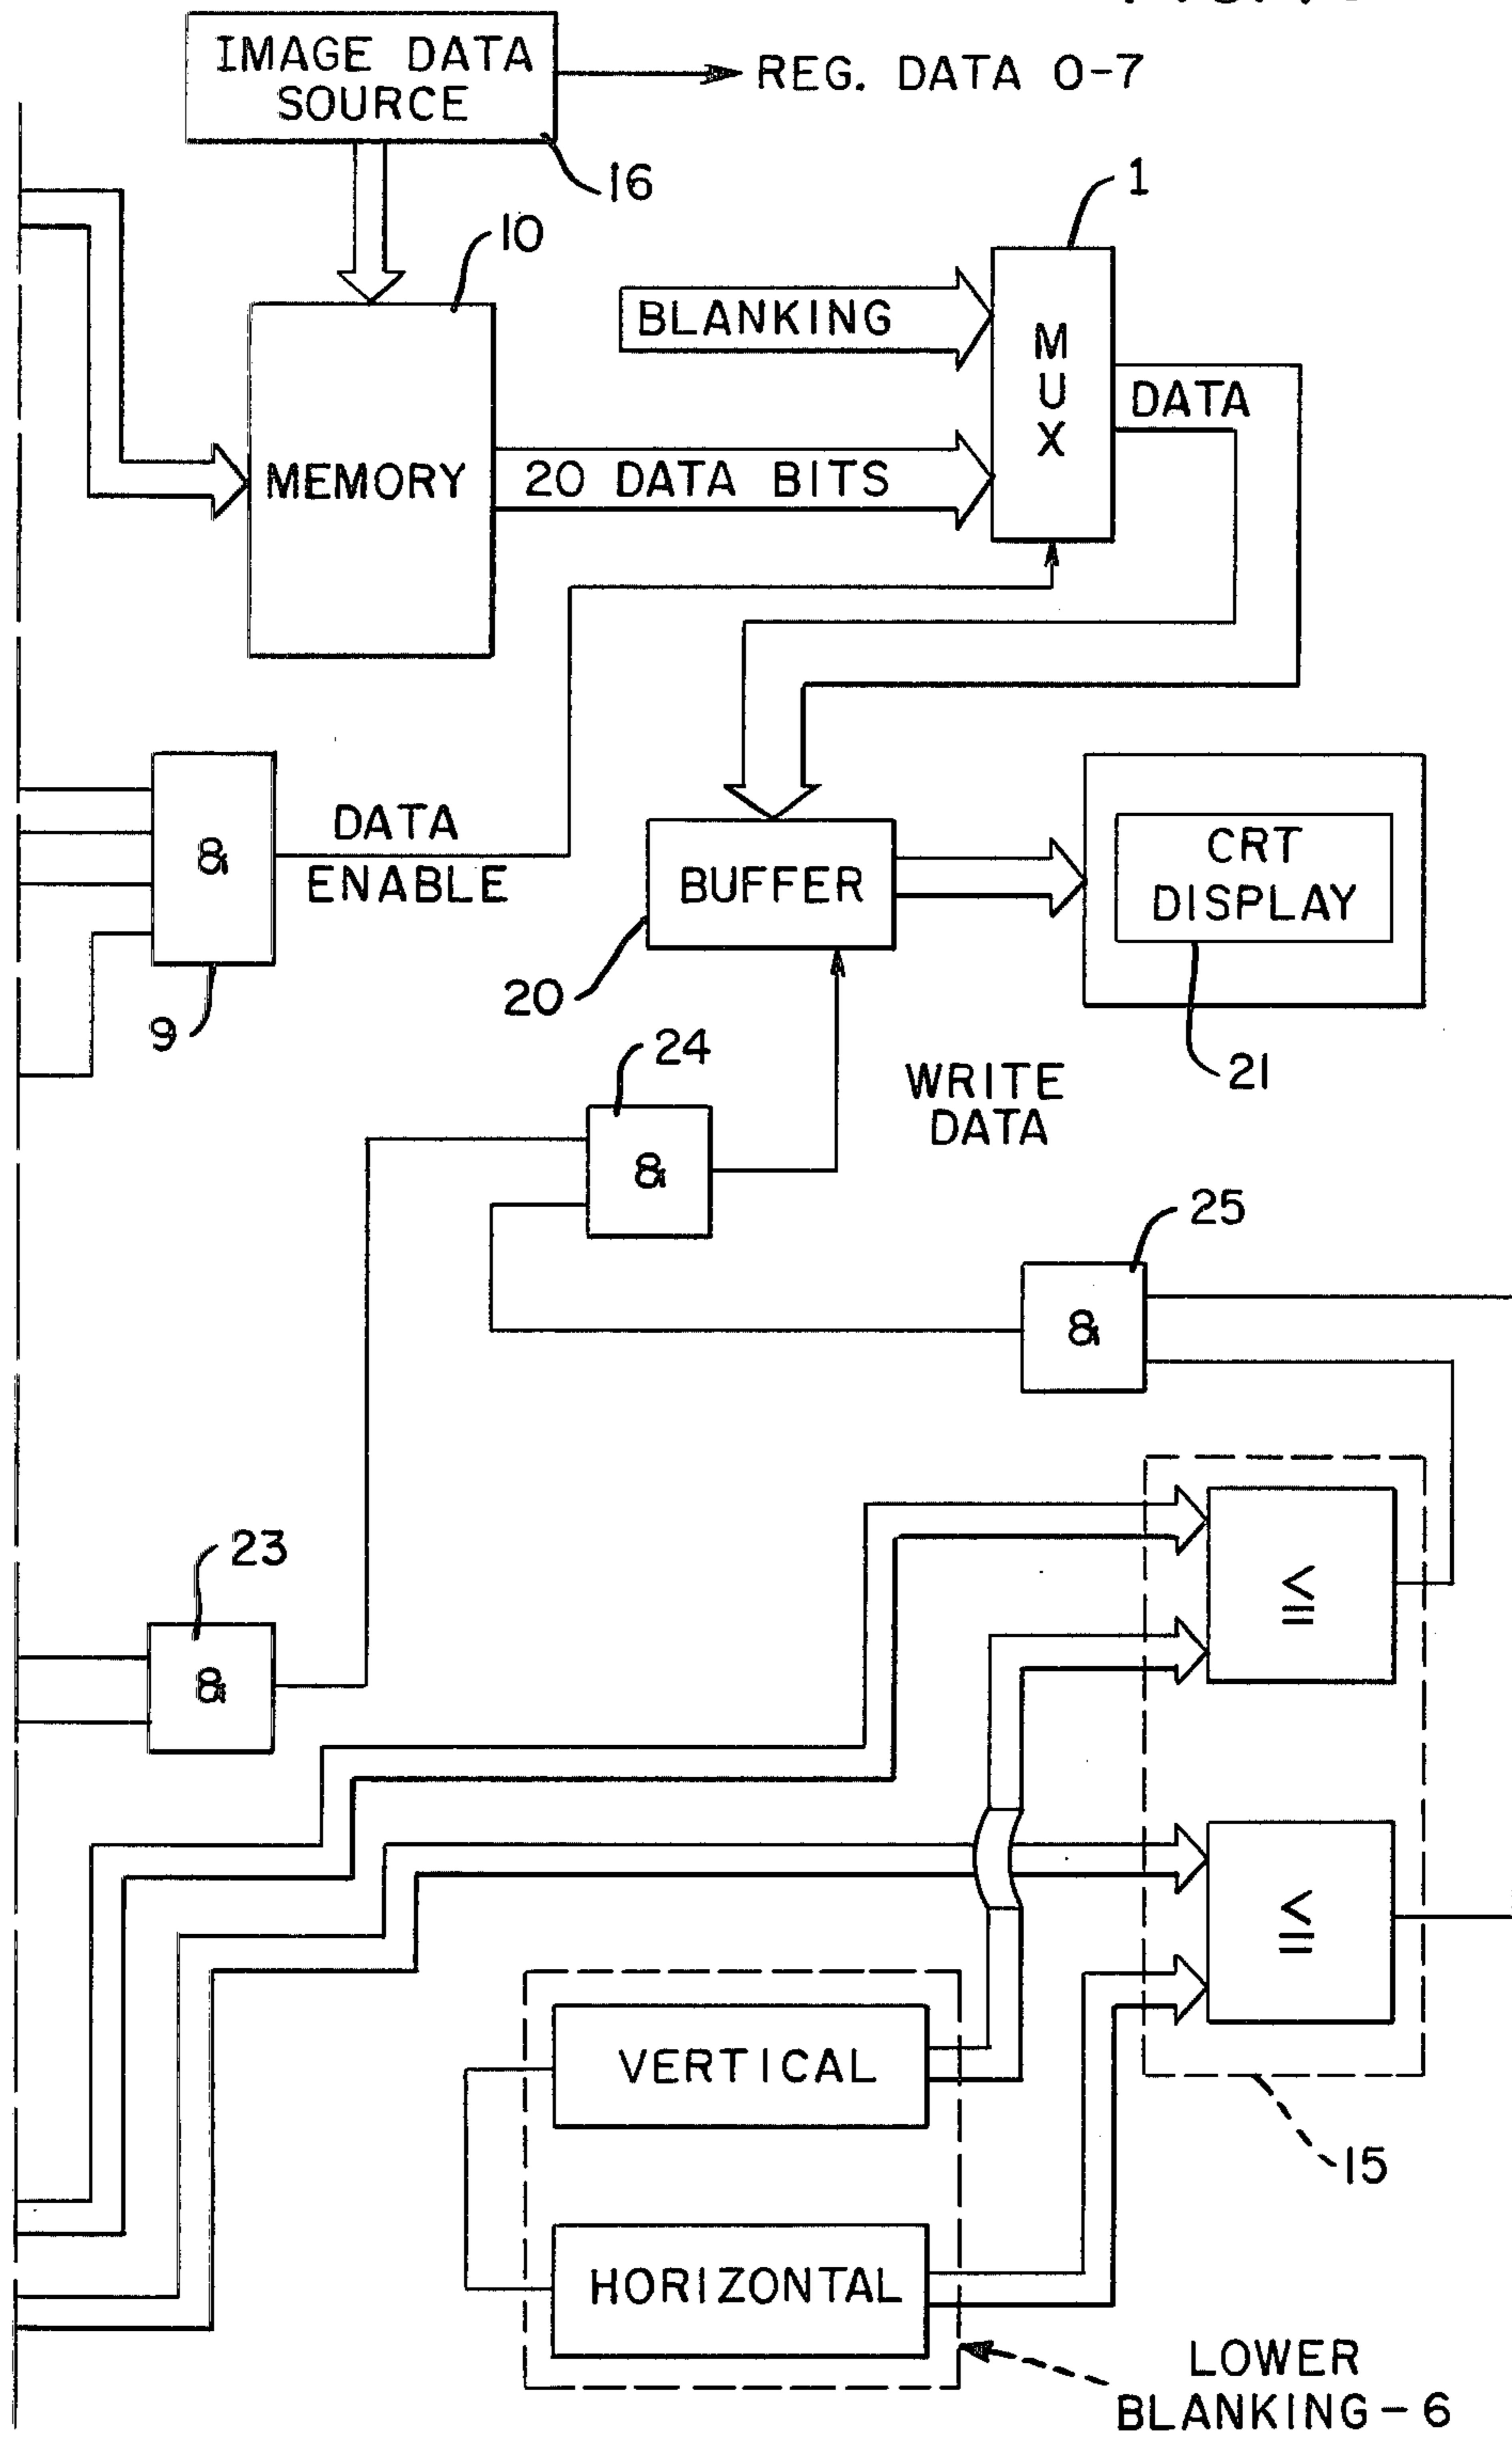 IMAGE DATA
SOURCE
REG. DATA 0-7
16
1
10
BLANKING
MUX
DATA
MEMORY
20 DATA BITS
&
DATA
ENABLE
9
BUFFER
20
CRT
DISPLAY
21
24
WRITE
DATA
&
25
&
23
&
≤
≤
VERTICAL
15
HORIZONTAL
LOWER
BLANKING-6